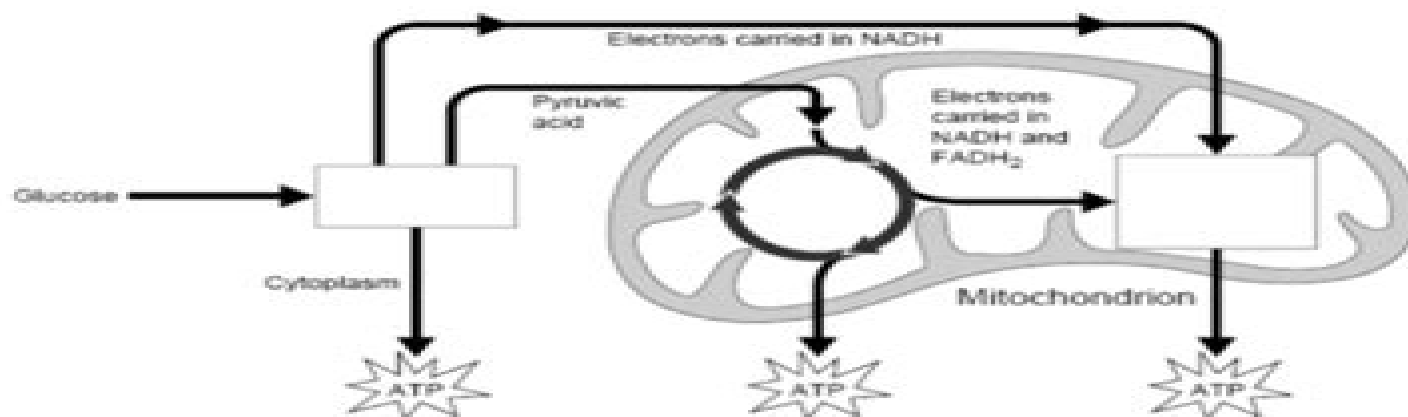 Electrons carried in NADH
Pyruvic
acid
Electrons
carried in
NADH and
FADH₂
Glucose
Cytoplasm
Mitochondrion
ATP
ATP
ATP